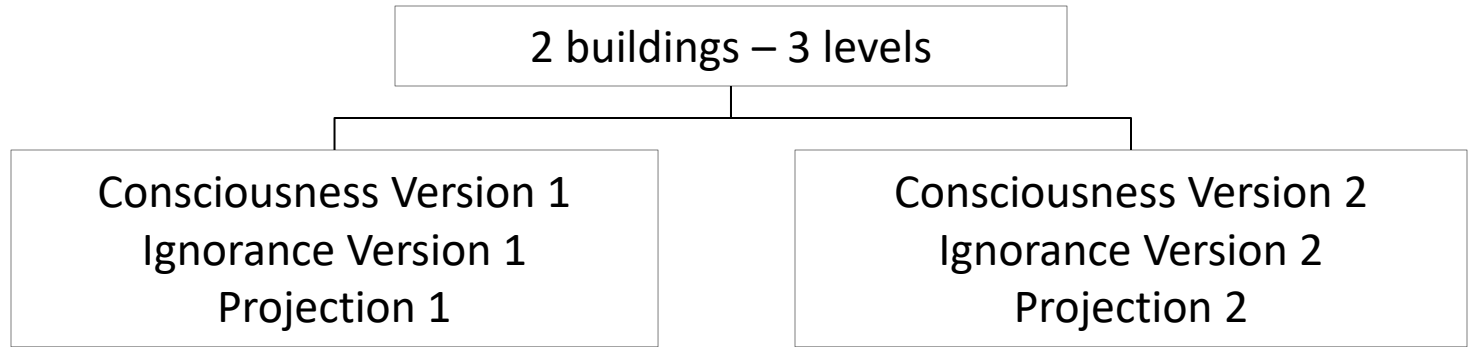 2 buildings – 3 levels
Consciousness Version 1
Ignorance Version 1
Projection 1
Consciousness Version 2
Ignorance Version 2
Projection 2